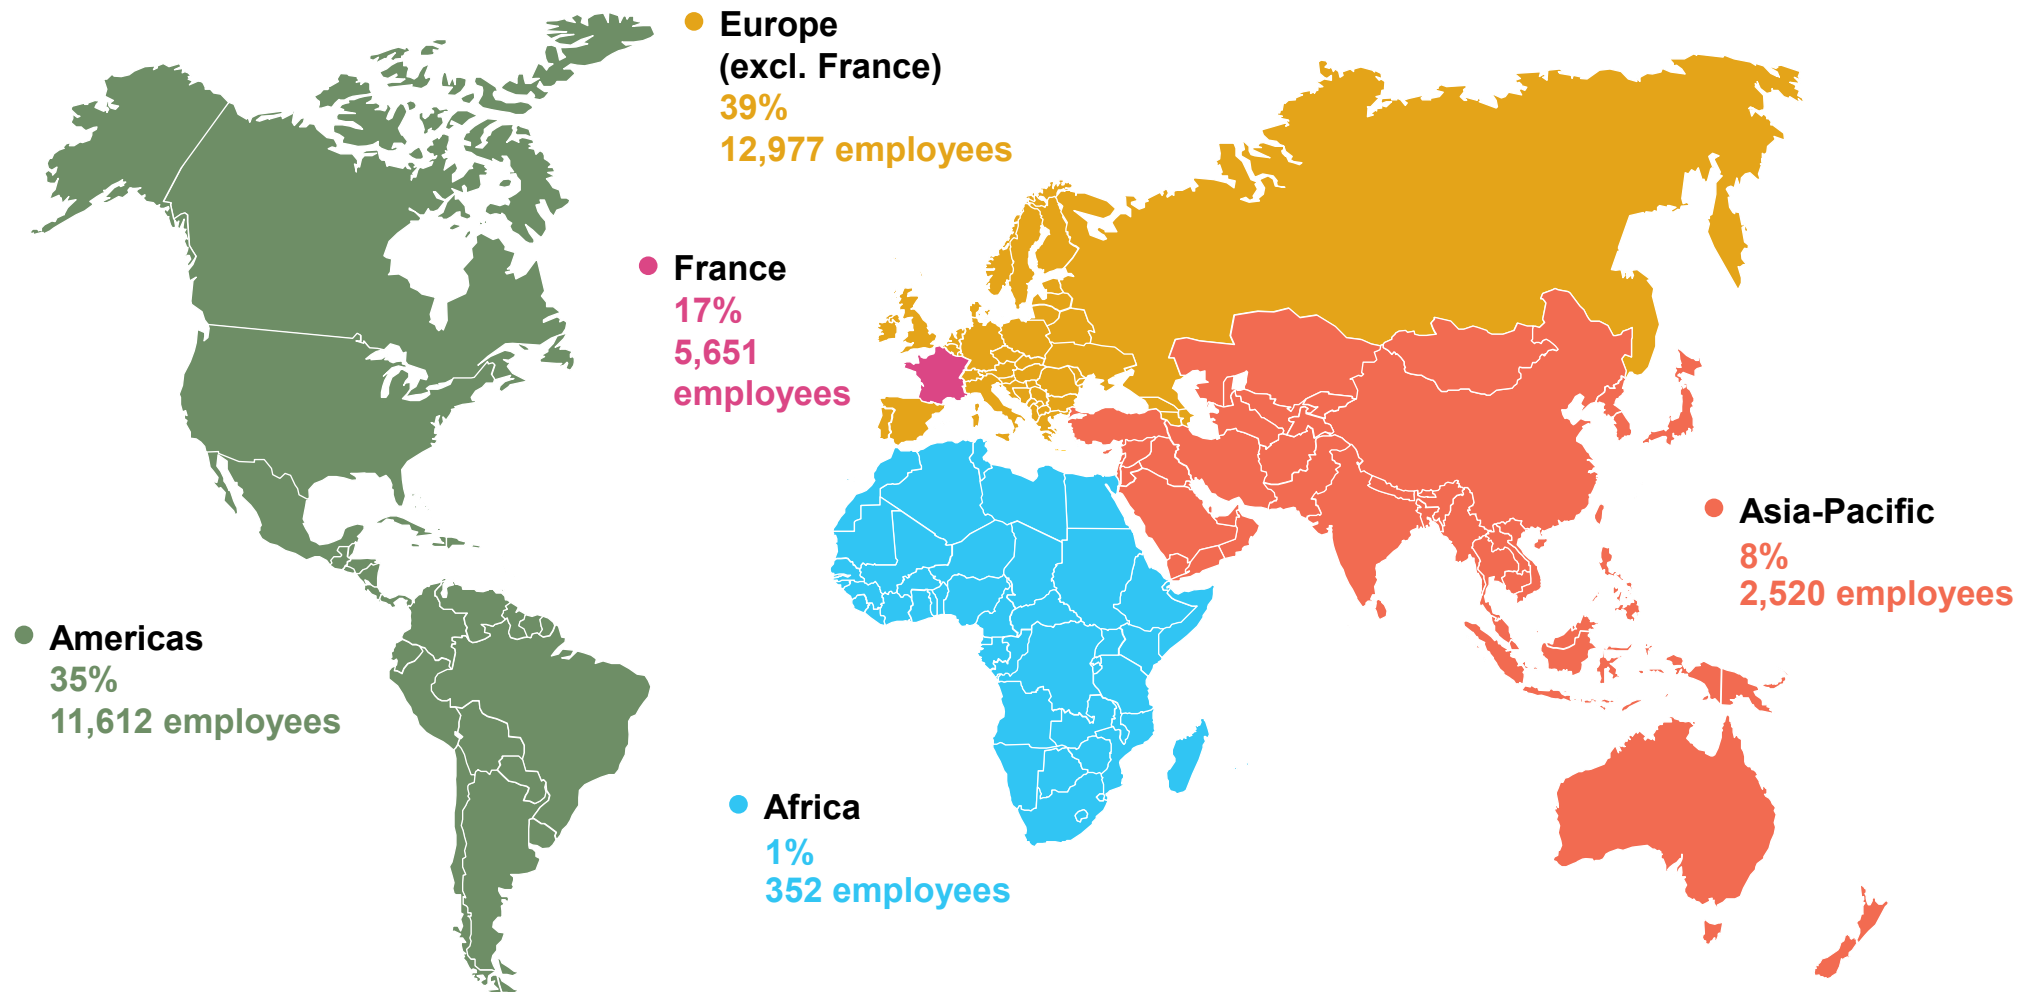 Europe
(excl. France)
39%
12,977 employees
France
17%
5,651
employees
Asia-Pacific
8%
2,520 employees
Americas
35%
11,612 employees
Africa
1%
352 employees